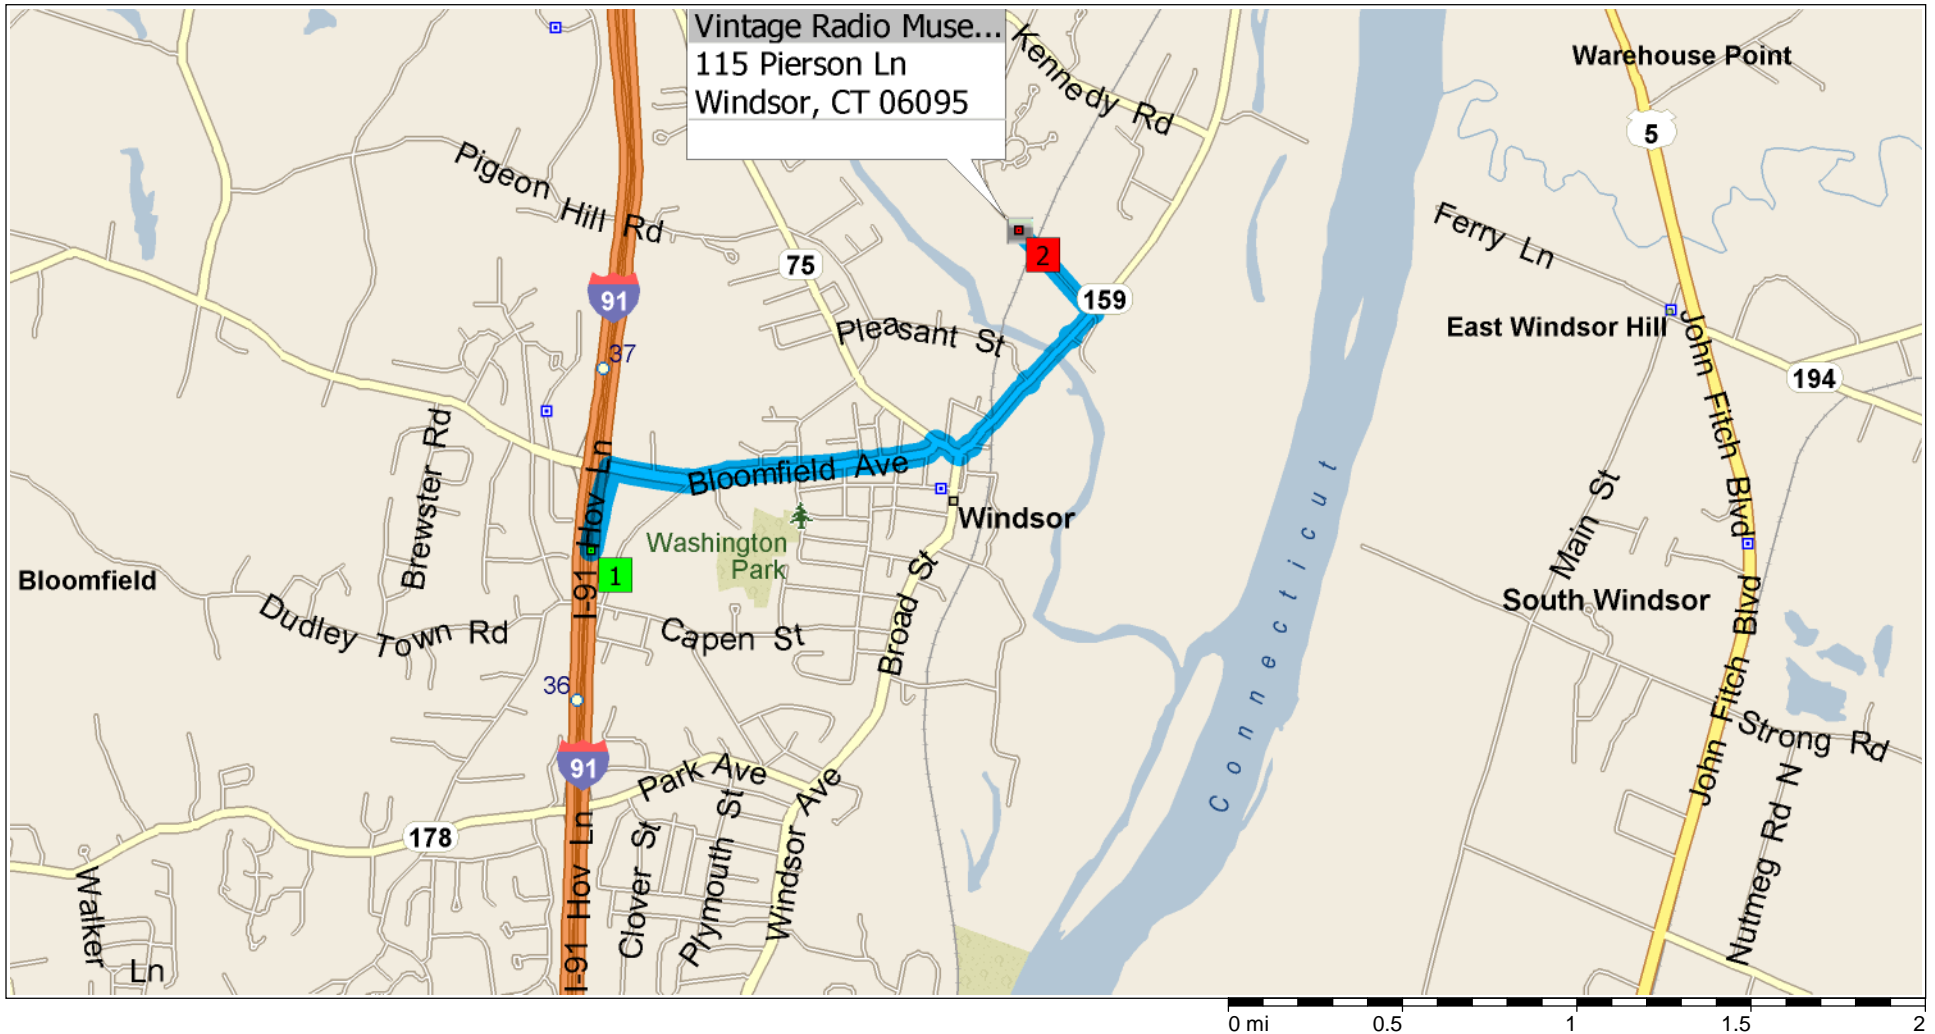 Vintage Radio Muse...
115 Pierson Ln
Windsor, CT 06095
Kennedy Rd
Warehouse Point
5
Pigeon Hill Rd
75
Ferry Ln
2
159
91
East Windsor Hill
Pleasant St
37
194
John Fitch Blvd
Brewster Rd
I-91 Hov Ln
Bloomfield Ave
Windsor
Washington
Park
1
Main St
Connecticut
Bloomfield
Dudley Town Rd
Capen St
Broad St
South Windsor
John Fitch Blvd
36
91
Park Ave
Strong Rd
178
I-91 Hov Ln
Clover St
Plymouth St
Windsor Ave
Nutmeg Rd N
Walker Ln
0 mi 0.5 1 1.5 2